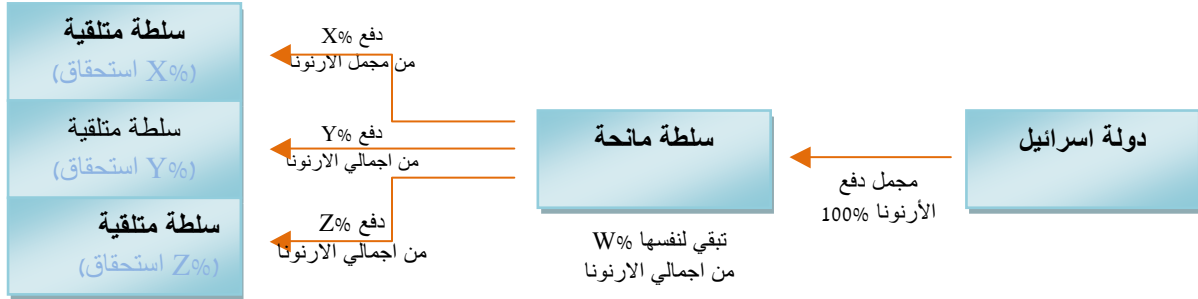 دولة اسرائيل
مجمل دفع
الأرنونا 100%
سلطة مانحة
تبقي لنفسها W%
من اجمالي الارنونا
دفع X%
من مجمل الارنونا
دفع Y%
من اجمالي الارنونا
دفع Z%
من اجمالي الارنونا
سلطة متلقية
(X% استحقاق)
سلطة متلقية
(Y% استحقاق)
سلطة متلقية
(Z% استحقاق)